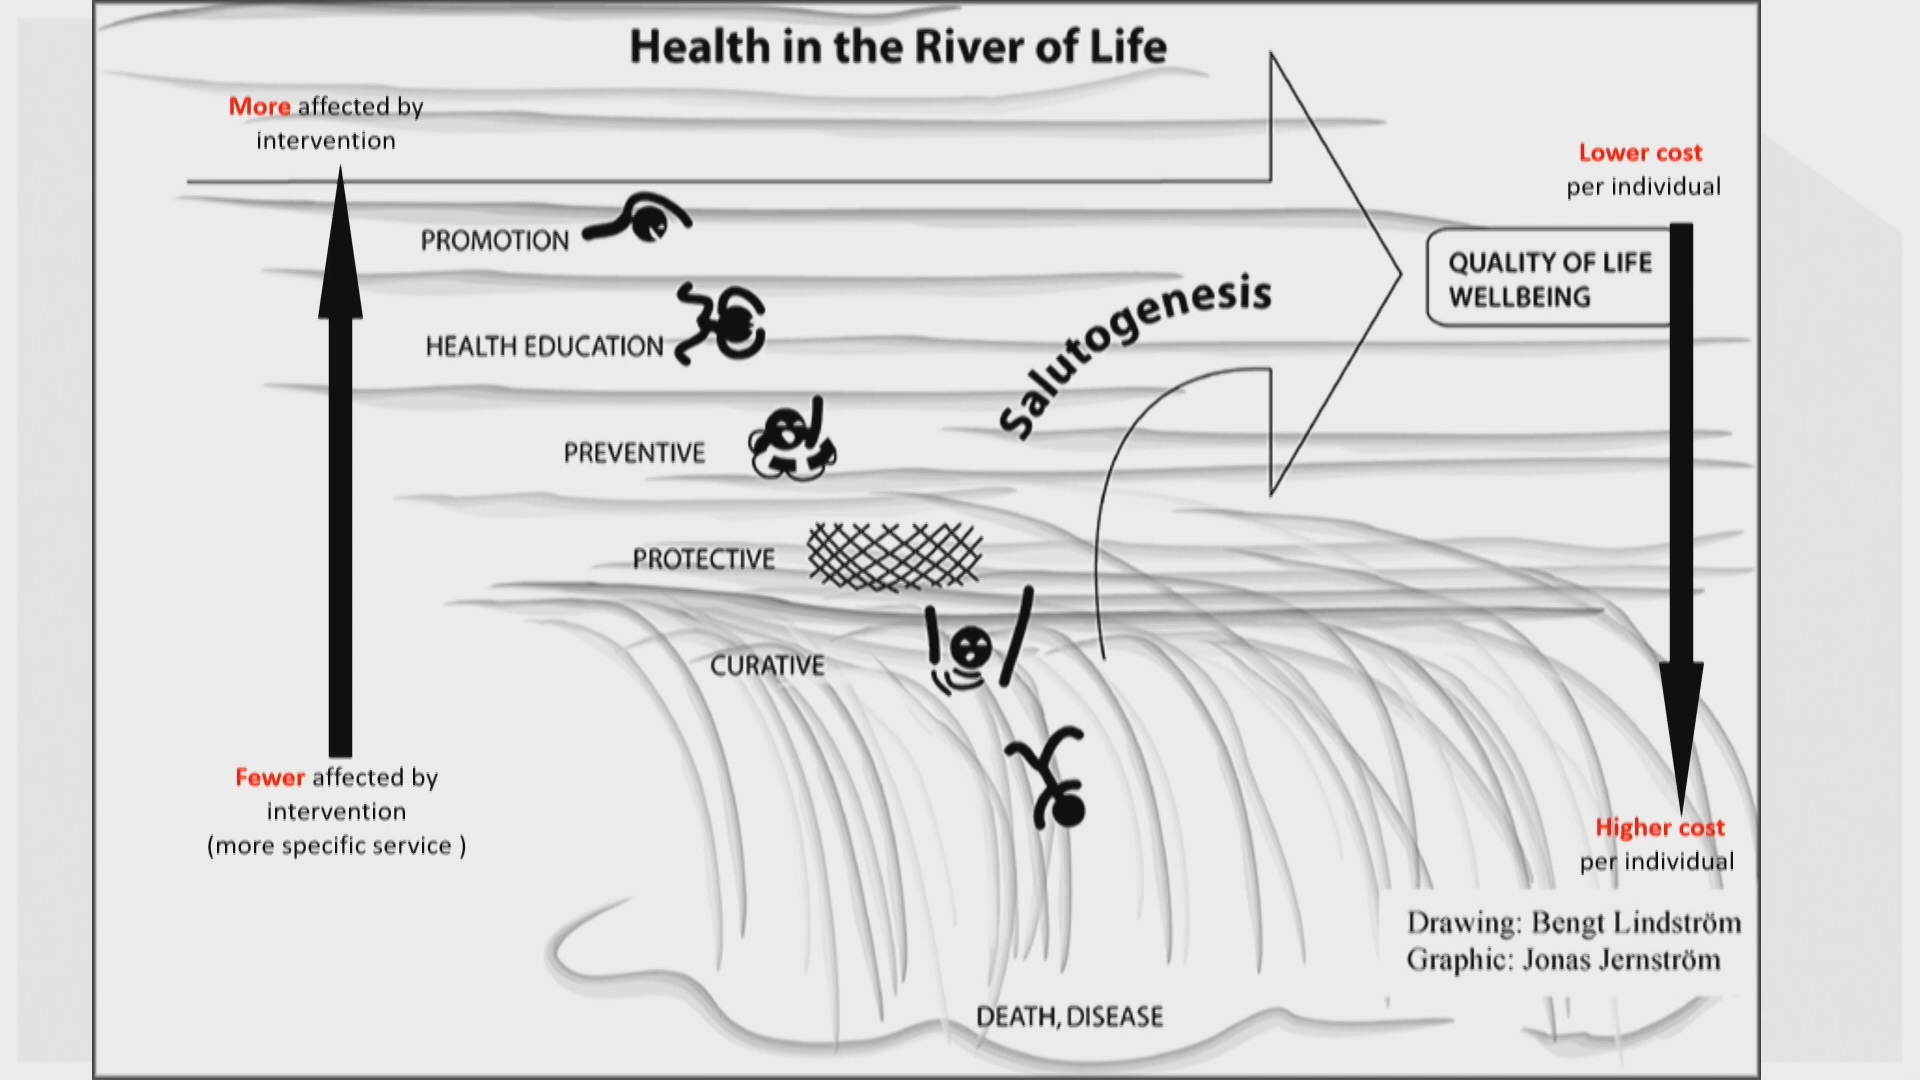 Health in the River of Life
More affected by
intervention
Lower cost
per individual
PROMOTION
QUALITY OF LIFE
WELLBEING
Salutogenesis
HEALTH EDUCATION
PREVENTIVE
PROTECTIVE
CURATIVE
Fewer affected by
intervention
(more specific service )
Higher cost
per individual
Drawing: Bengt Lindström
Graphic: Jonas Jernström
DEATH, DISEASE